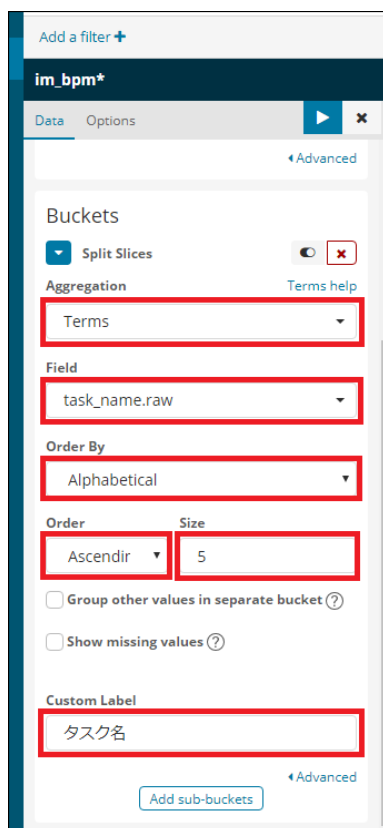 Add a filter +
im_bpm*
Data Options
Advanced
Buckets
Split Slices
Aggregation Terms help
Terms
Field
task_name.raw
Order By
Alphabetical
Order Size
Ascendir 5
Group other values in separate bucket ?
Show missing values ?
Custom Label
タスク名
Advanced
Add sub-buckets